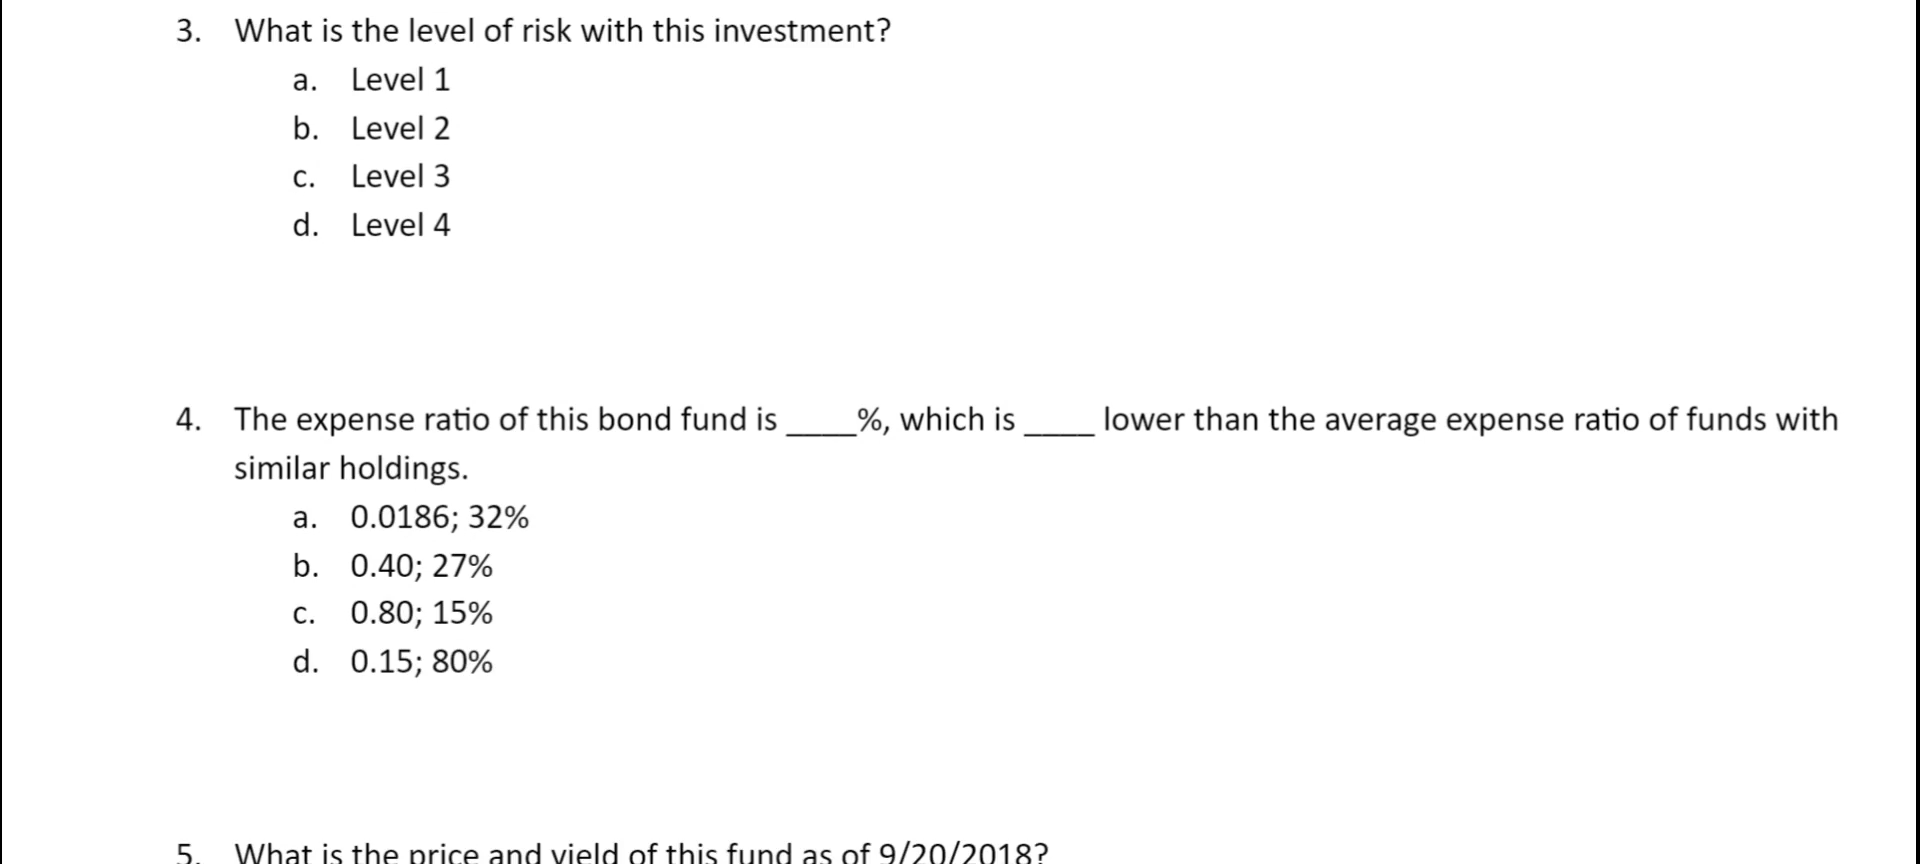 3. What is the level of risk with this investment?
a. Level 1
b. Level 2
c. Level 3
d. Level 4
4. The expense ratio of this bond fund is ____%, which is ____ lower than the average expense ratio of funds with
similar holdings.
a. 0.0186; 32%
b. 0.40; 27%
c. 0.80; 15%
d. 0.15; 80%
5. What is the price and yield of this fund as of 9/20/2018?